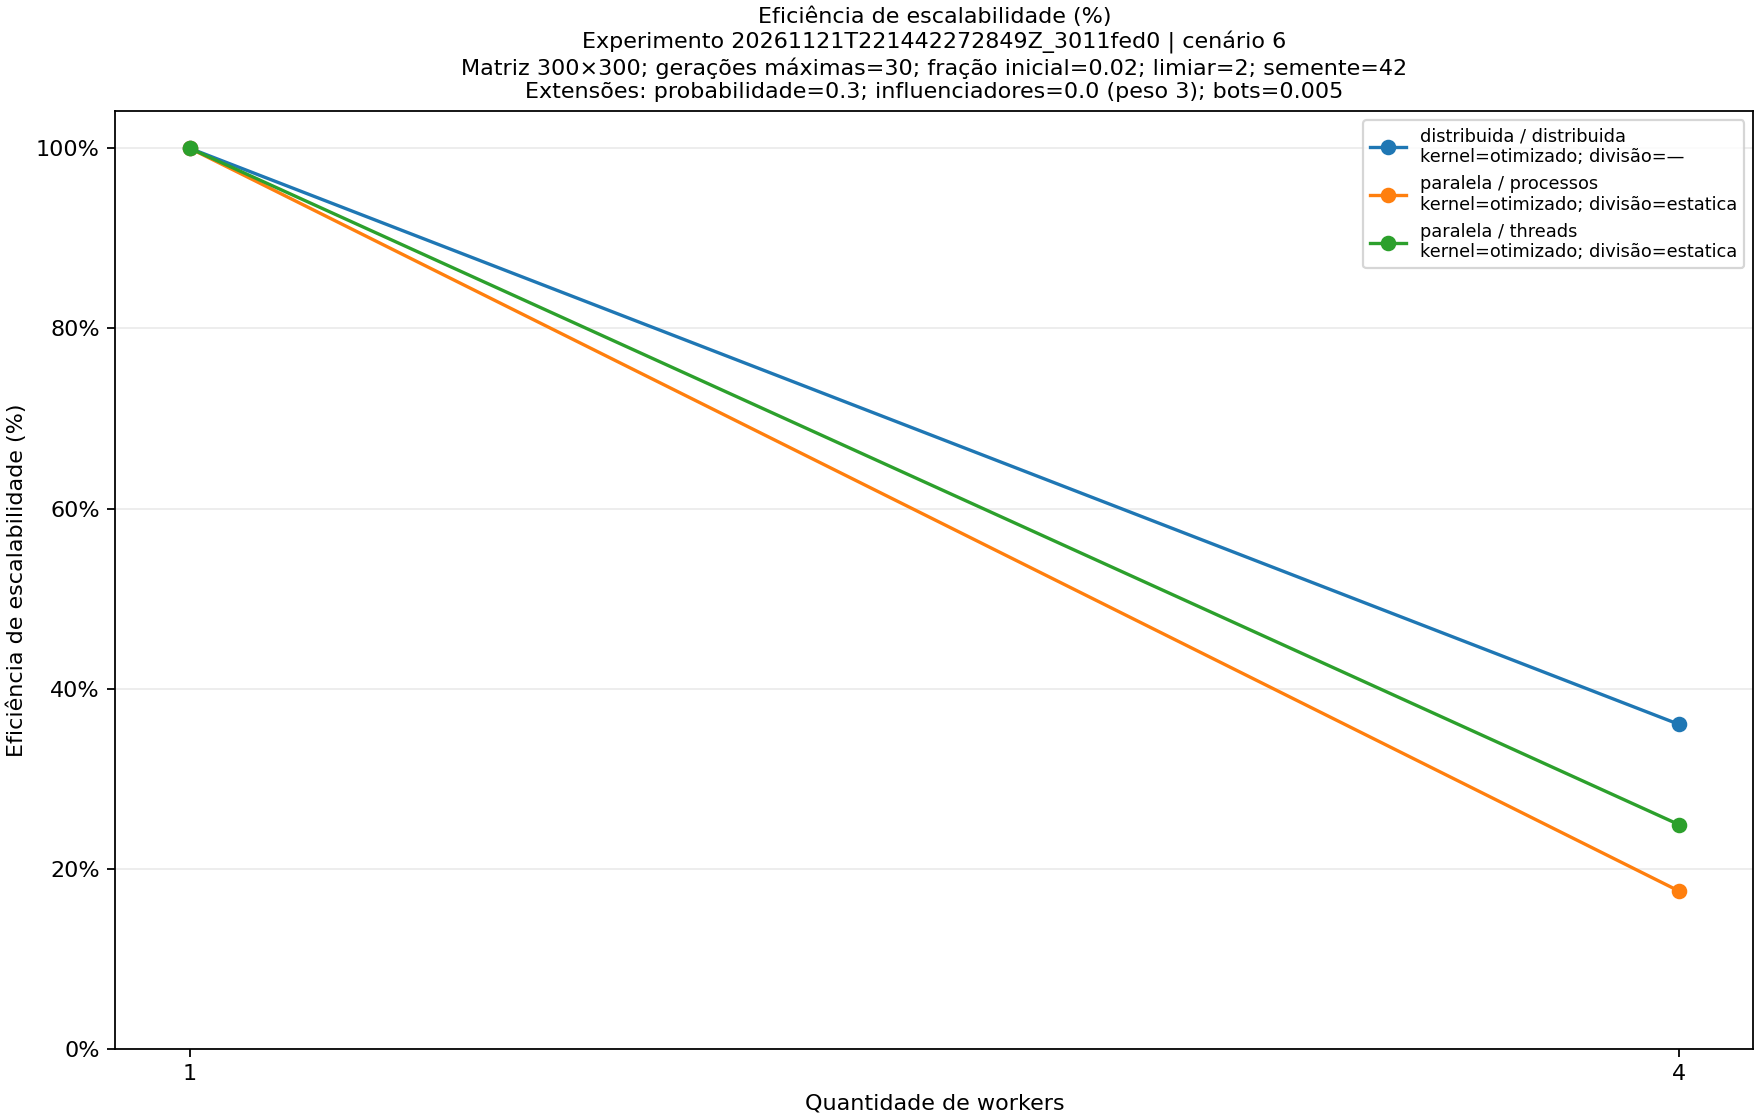 Eficiência de escalabilidade (%)
Experimento 20261121T221442272849Z_3011fed0 | cenário 6
Matriz 300×300; gerações máximas=30; fração inicial=0.02; limiar=2; semente=42
Extensões: probabilidade=0.3; influenciadores=0.0 (peso 3); bots=0.005
distribuida / distribuida
kernel=otimizado; divisão=—
paralela / processos
kernel=otimizado; divisão=estatica
paralela / threads
kernel=otimizado; divisão=estatica
Eficiência de escalabilidade (%)
100%
80%
60%
40%
20%
0%
1
4
Quantidade de workers